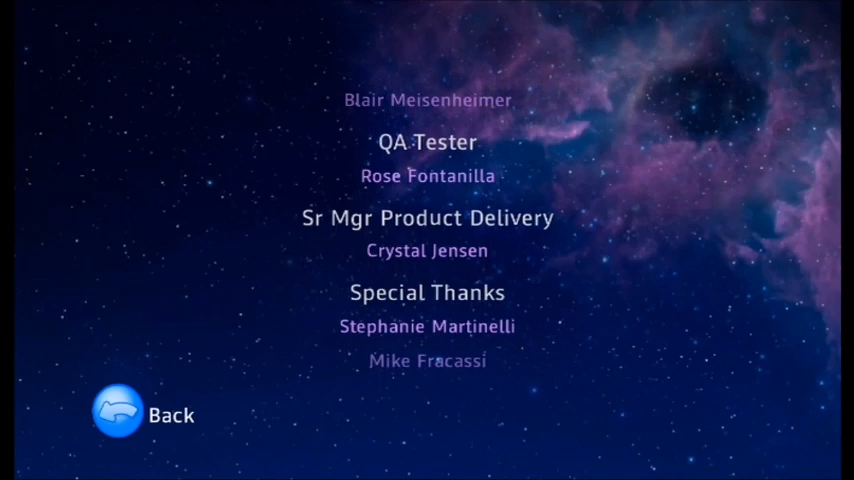 Blair Meisenheimer
QA Tester
Rose Fontanilla
Sr Mgr Product Delivery
Crystal Jensen
Special Thanks
Stephanie Martinelli
Mike Fracassi
Back